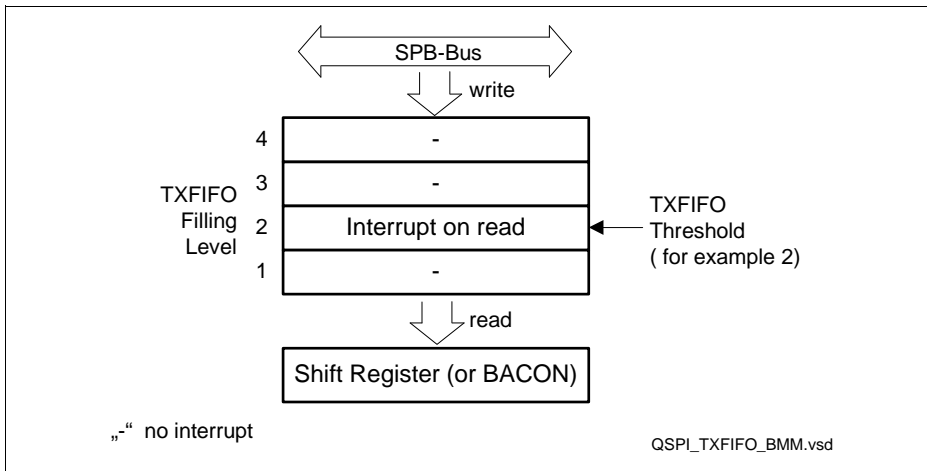 SPB-Bus
write
4
-
3
-
TXFIFO
Filling
Level
2
Interrupt on read
TXFIFO
Threshold
( for example 2)
1
-
read
Shift Register (or BACON)
„-“ no interrupt
QSPI_TXFIFO_BMM.vsd